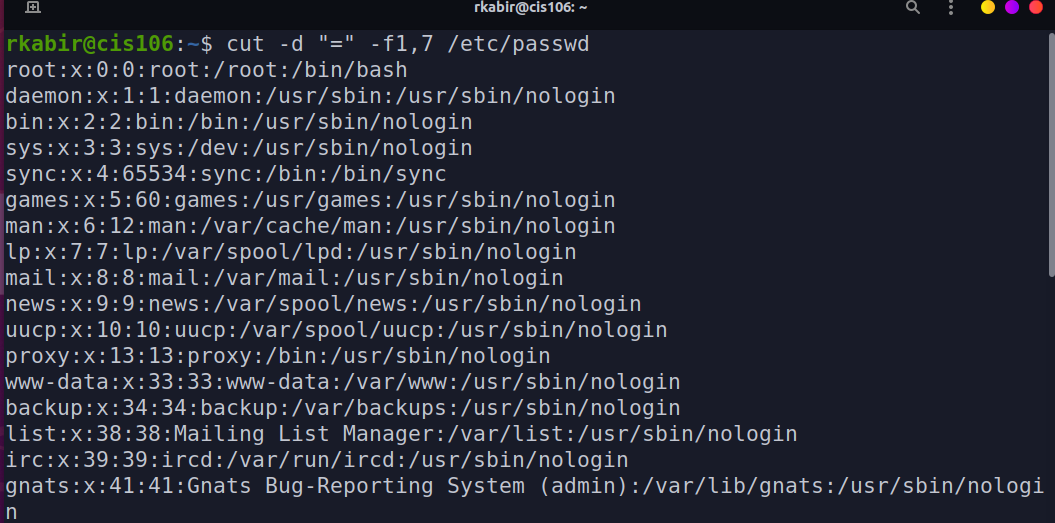 rkabir@cis106: ~
rkabir@cis106:~$ cut -d "=" -f1,7 /etc/passwd
root:x:0:0:root:/root:/bin/bash
daemon:x:1:1:daemon:/usr/sbin:/usr/sbin/nologin
bin:x:2:2:bin:/bin:/usr/sbin/nologin
sys:x:3:3:sys:/dev:/usr/sbin/nologin
sync:x:4:65534:sync:/bin:/bin/sync
games:x:5:60:games:/usr/games:/usr/sbin/nologin
man:x:6:12:man:/var/cache/man:/usr/sbin/nologin
lp:x:7:7:lp:/var/spool/lpd:/usr/sbin/nologin
mail:x:8:8:mail:/var/mail:/usr/sbin/nologin
news:x:9:9:news:/var/spool/news:/usr/sbin/nologin
uucp:x:10:10:uucp:/var/spool/uucp:/usr/sbin/nologin
proxy:x:13:13:proxy:/bin:/usr/sbin/nologin
www-data:x:33:33:www-data:/var/www:/usr/sbin/nologin
backup:x:34:34:backup:/var/backups:/usr/sbin/nologin
list:x:38:38:Mailing List Manager:/var/list:/usr/sbin/nologin
irc:x:39:39:ircd:/var/run/ircd:/usr/sbin/nologin
gnats:x:41:41:Gnats Bug-Reporting System (admin):/var/lib/gnats:/usr/sbin/nologi
n